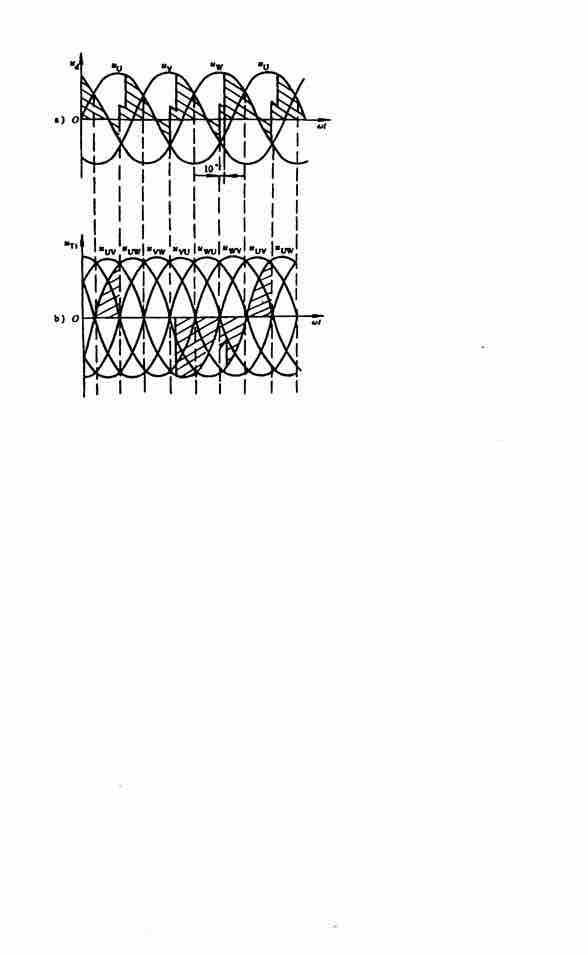 u_d u_U u_V u_W u_U
a) O ωt
10°
u_T1 u_UV u_UW u_VW u_VU u_WU u_WV u_UV u_UW
b) O ωt